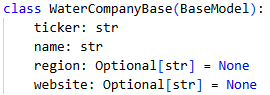 class WaterCompanyBase(BaseModel):
    ticker: str
    name: str
    region: Optional[str] = None
    website: Optional[str] = None